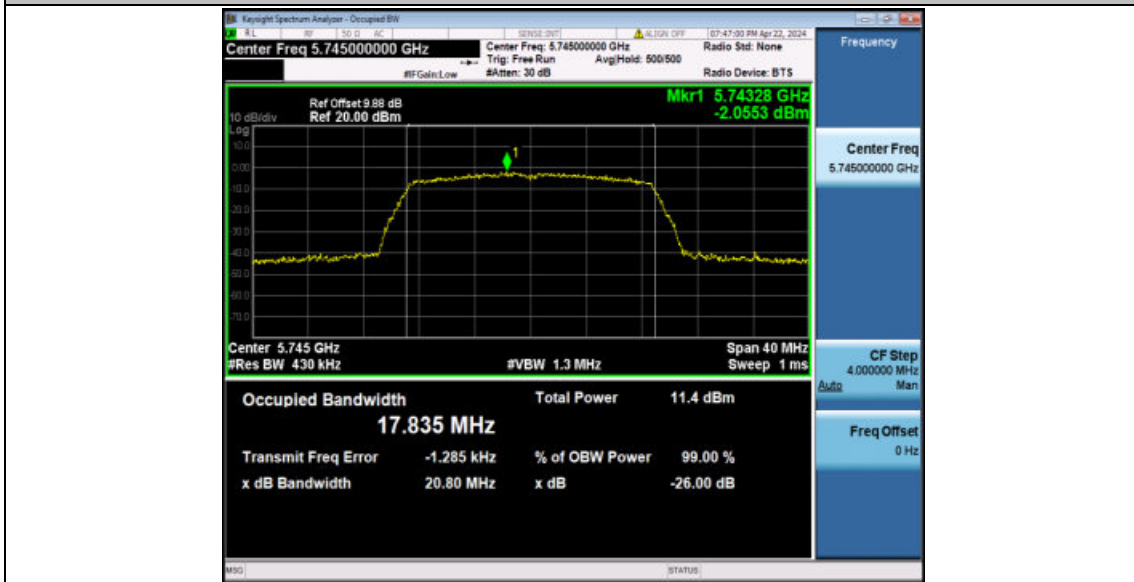 Keysight Spectrum Analyzer - Occupied BW
RL RF 50 Ω AC SENSE:INT ALIGN OFF 07:47:00 PM Apr 22, 2024
Center Freq 5.745000000 GHz
Center Freq: 5.745000000 GHz
Radio Std: None
Trig: Free Run Avg|Hold: 500/500
#IFGain:Low
#Atten: 30 dB
Radio Device: BTS
Frequency
Mkr1 5.74328 GHz
-2.0553 dBm
Ref Offset 9.88 dB
10 dB/div Ref 20.00 dBm
Log
10.0
0.00
-10.0
-20.0
-30.0
-40.0
-50.0
-60.0
-70.0
1
Center Freq
5.745000000 GHz
Center 5.745 GHz
Span 40 MHz
#Res BW 430 kHz
#VBW 1.3 MHz
Sweep 1 ms
CF Step
4.000000 MHz
Auto Man
Occupied Bandwidth
17.835 MHz
Total Power 11.4 dBm
Transmit Freq Error -1.285 kHz
% of OBW Power 99.00 %
x dB Bandwidth 20.80 MHz
x dB -26.00 dB
Freq Offset
0 Hz
MSG
STATUS